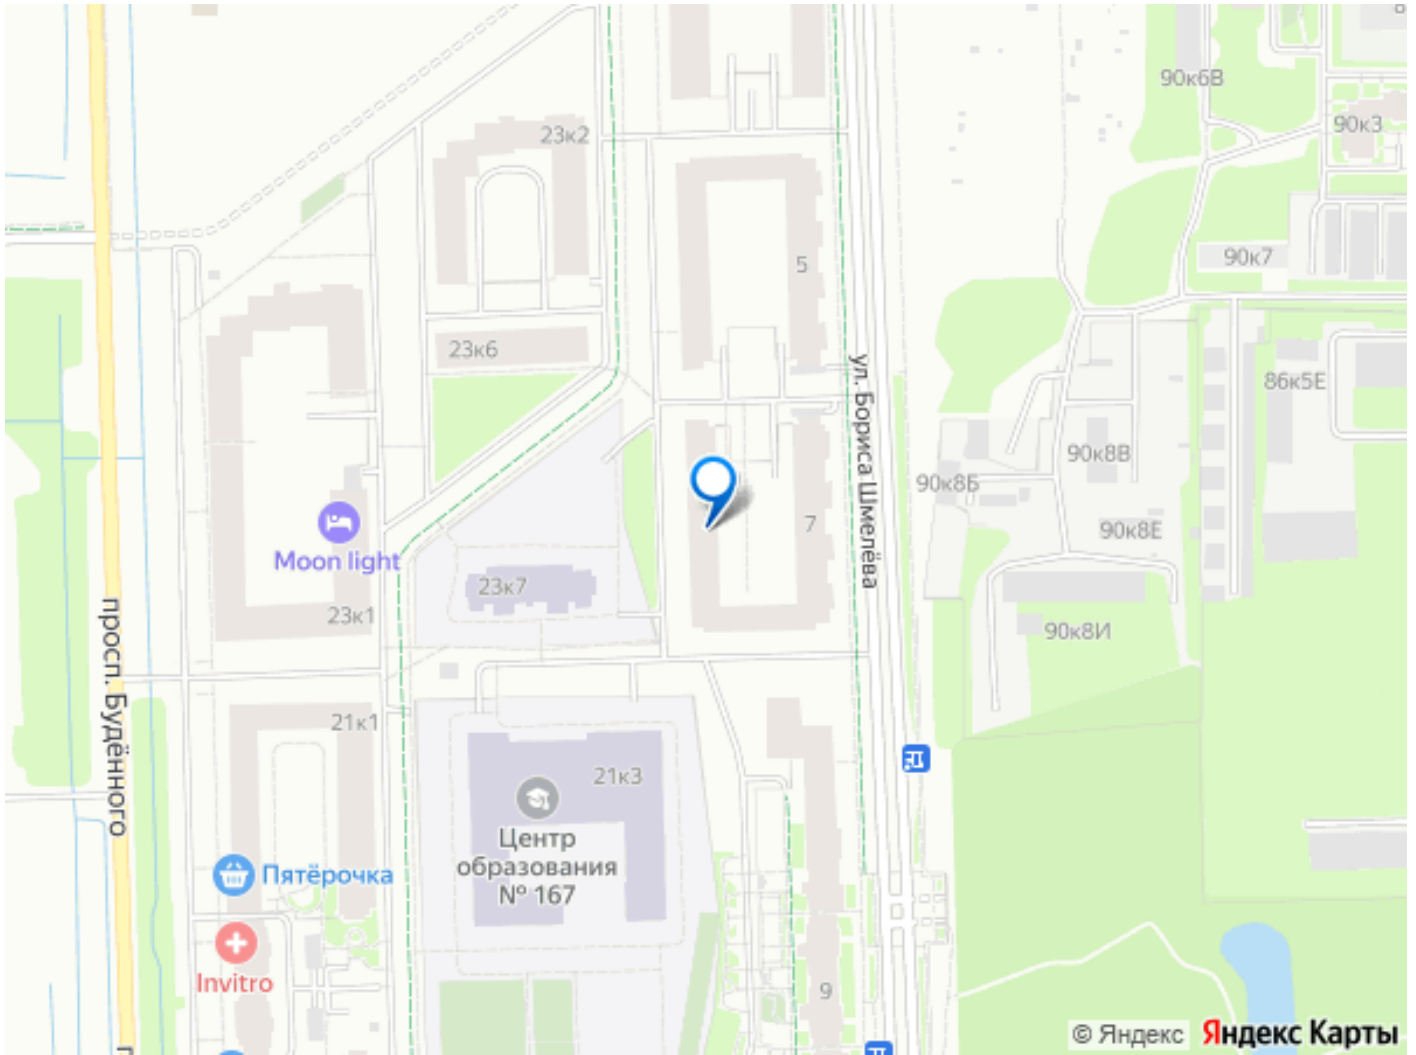 90к6В
23к2
90к3
5
90к7
23к6
86к5Е
ул. Бориса Шмелёва
90к8В
90к8Б
7
90к8Е
Moon light
23к7
23к1
90к8И
просп. Будённого
21к1
21к3
Центр
образования
№ 167
Пятёрочка
Invitro
9
© Яндекс Яндекс Карты